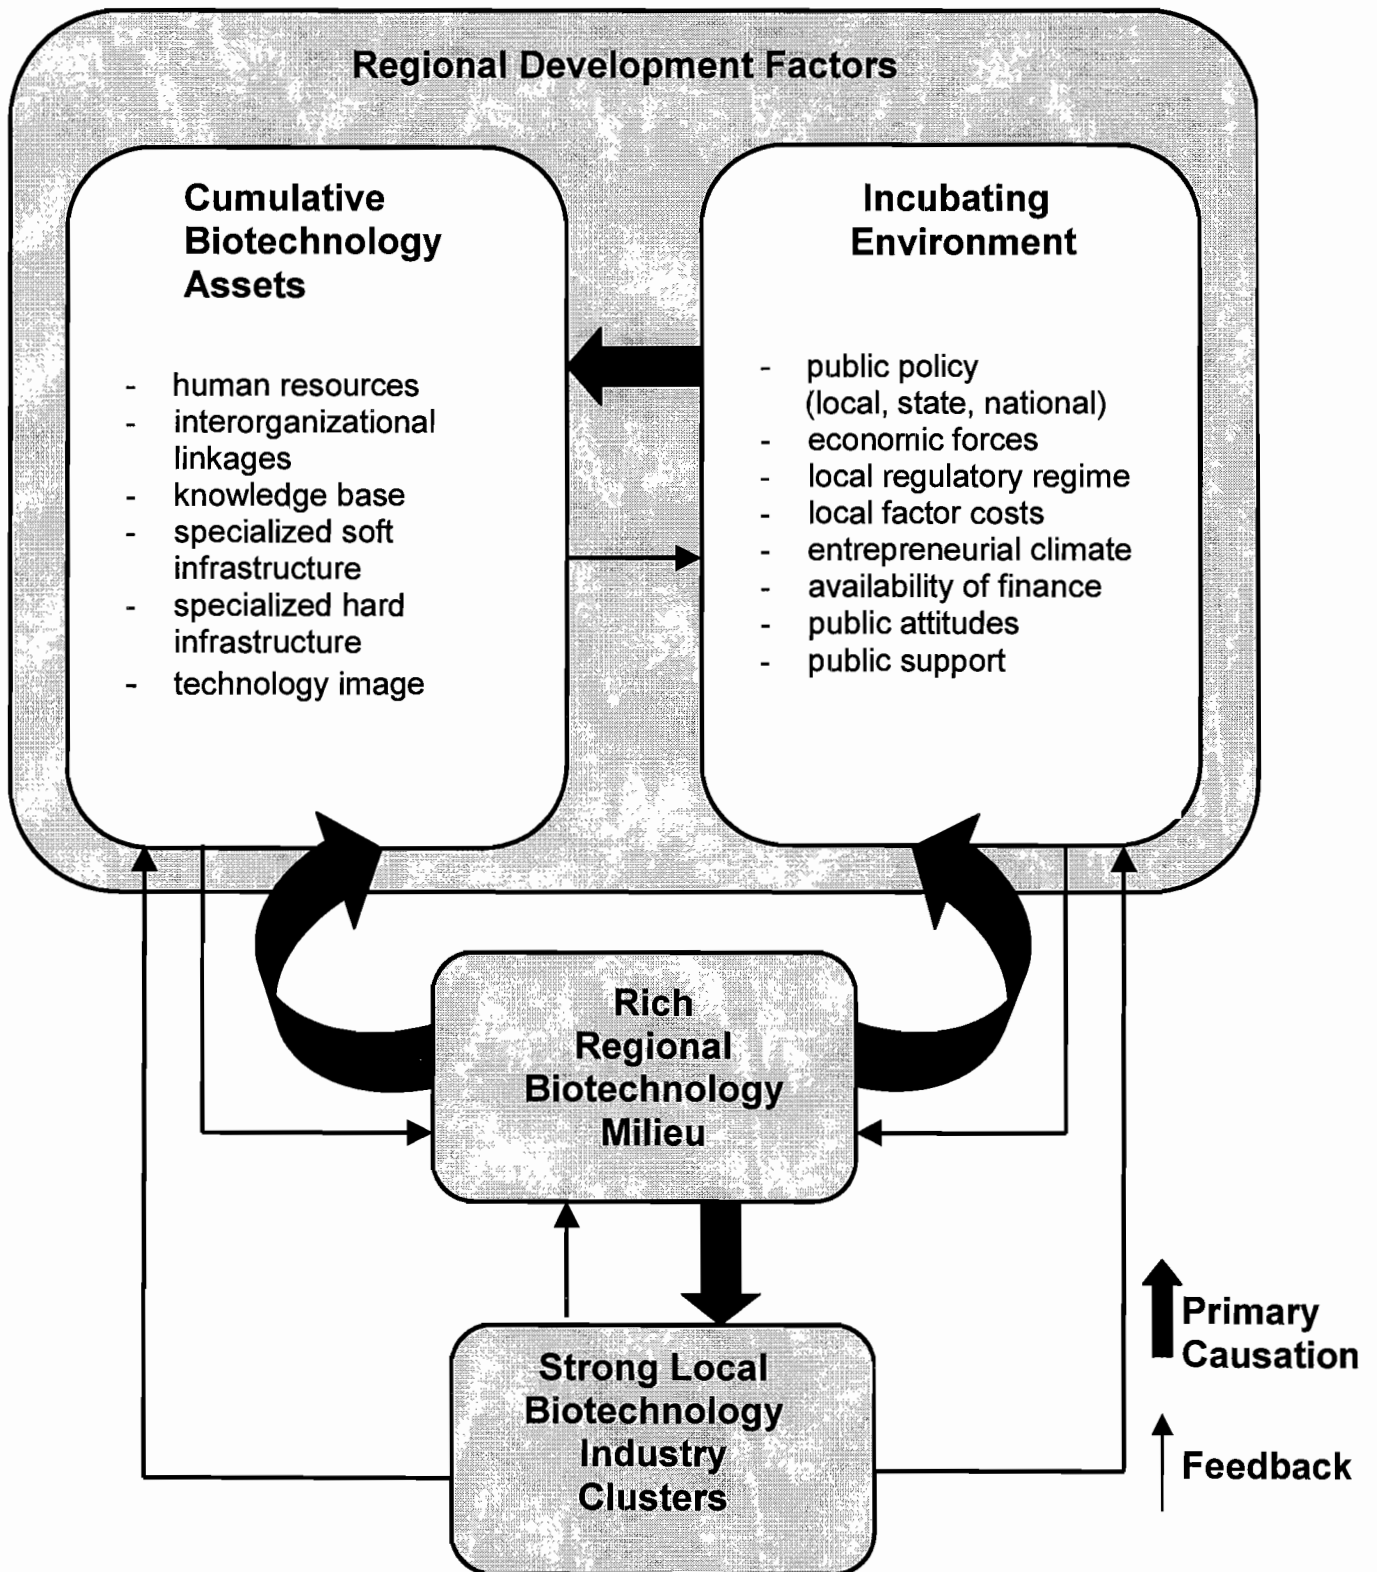 Regional Development Factors
Cumulative
Biotechnology
Assets
- human resources
- interorganizational
linkages
- knowledge base
- specialized soft
infrastructure
- specialized hard
infrastructure
- technology image
Incubating
Environment
- public policy
(local, state, national)
- economic forces
- local regulatory regime
- local factor costs
- entrepreneurial climate
- availability of finance
- public attitudes
- public support
Rich
Regional
Biotechnology
Milieu
Strong Local
Biotechnology
Industry
Clusters
Primary
Causation
Feedback